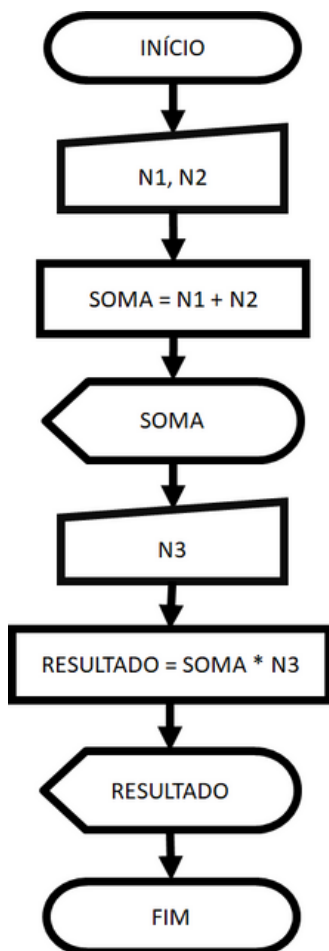 INÍCIO
N1, N2
SOMA = N1 + N2
SOMA
N3
RESULTADO = SOMA * N3
RESULTADO
FIM